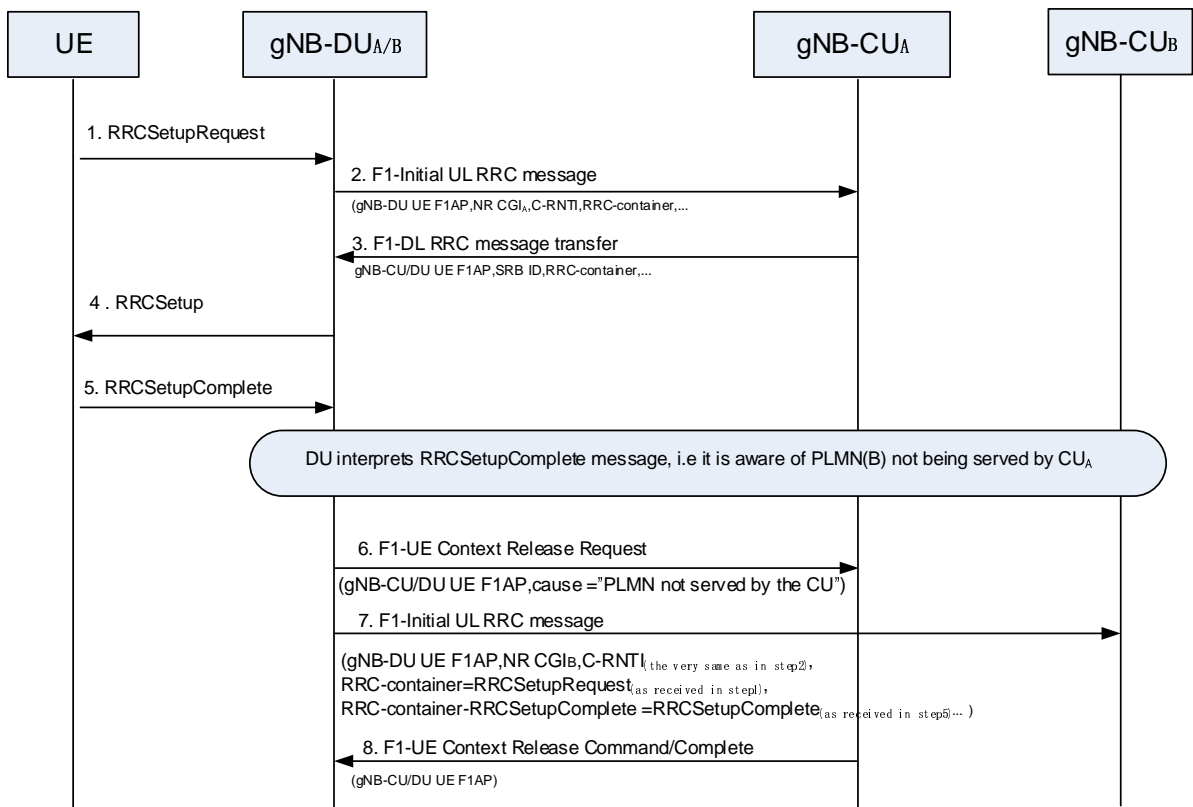 UE
gNB-DUA/B
gNB-CUA
gNB-CUB
1. RRCSetupRequest
2. F1-Initial UL RRC message
(gNB-DU UE F1AP,NR CGIA,C-RNTI,RRC-container,...
3. F1-DL RRC message transfer
gNB-CU/DU UE F1AP,SRB ID,RRC-container,...
4 . RRCSetup
5. RRCSetupComplete
DU interprets RRCSetupComplete message, i.e it is aware of PLMN(B) not being served by CUA
6. F1-UE Context Release Request
(gNB-CU/DU UE F1AP,cause =”PLMN not served by the CU”)
7. F1-Initial UL RRC message
(gNB-DU UE F1AP,NR CGIB,C-RNTI(the very same as in step2),
RRC-container=RRCSetupRequest(as received in step1),
RRC-container-RRCSetupComplete =RRCSetupComplete(as received in step5)… )
8. F1-UE Context Release Command/Complete
(gNB-CU/DU UE F1AP)